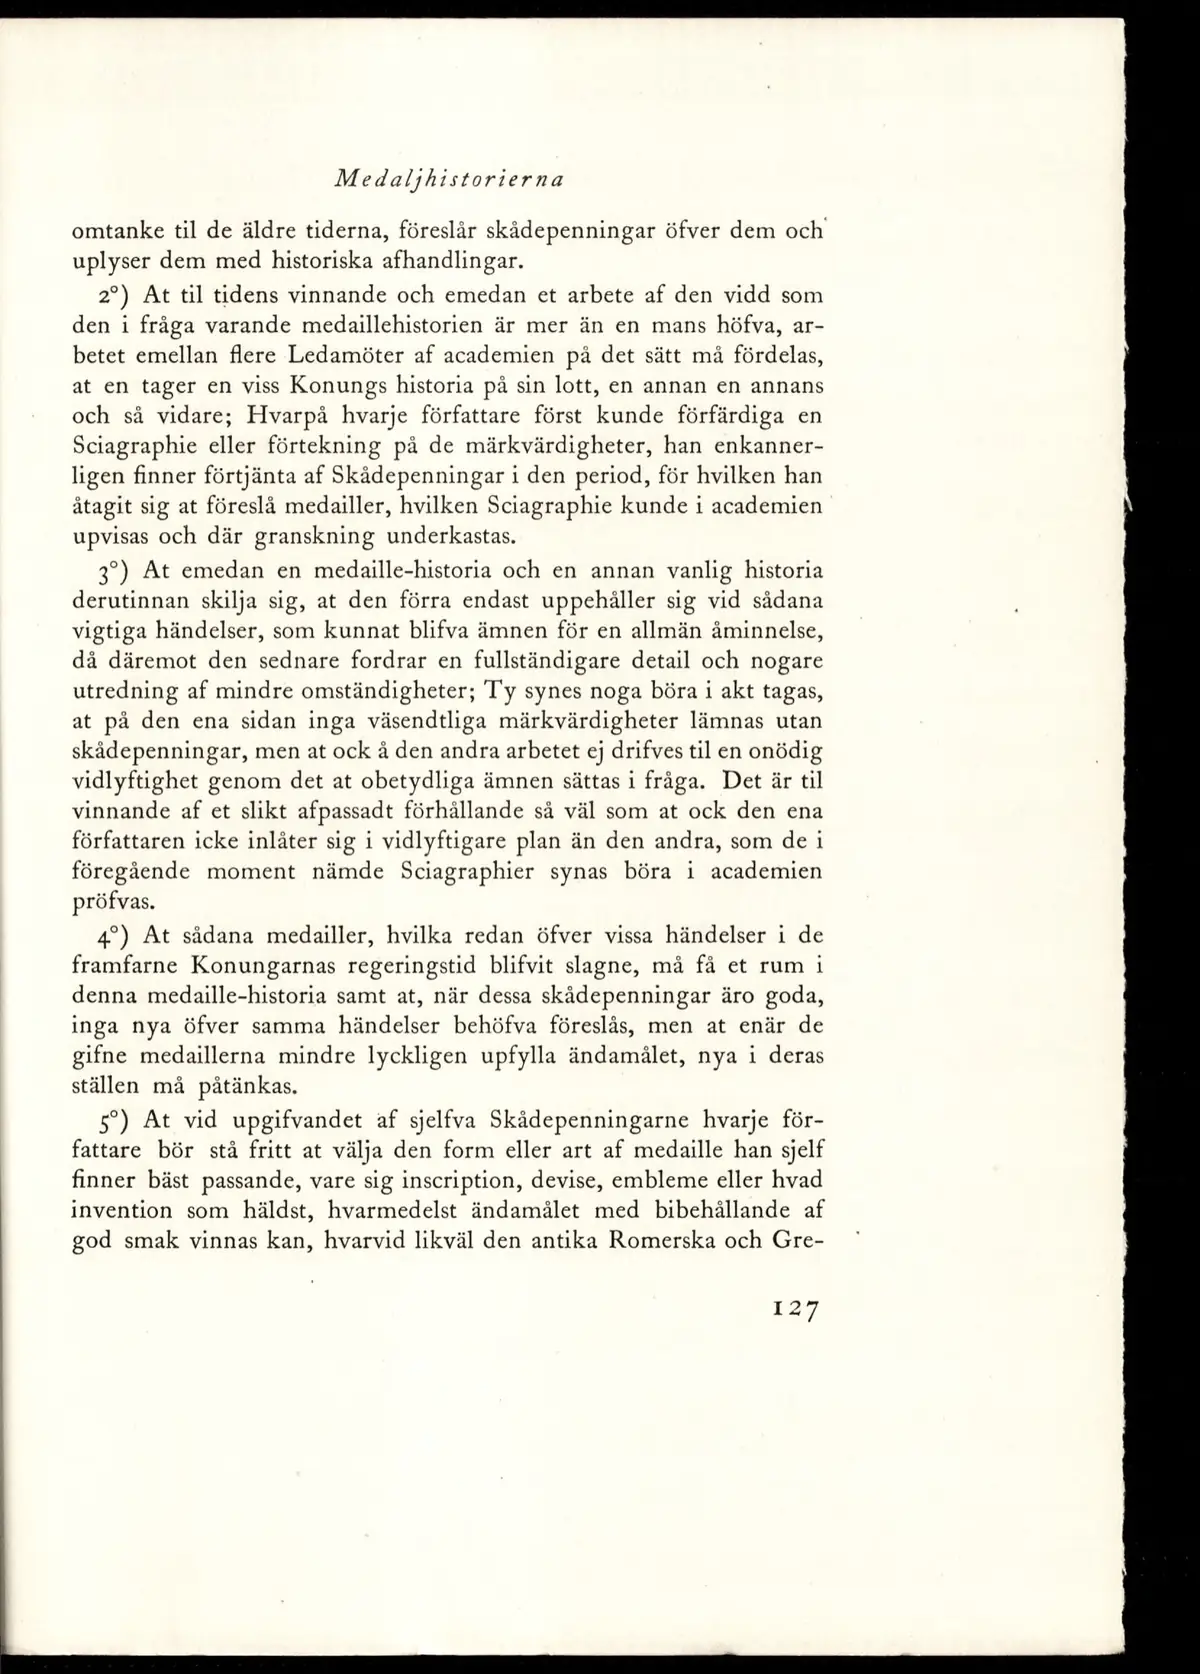 Medaljhistorierna
omtanke til de äldre tiderna, föreslår skådepenningar öfver dem och
uplyser dem med historiska afhandlingar.
2°) At til tidens vinnande och emedan et arbete af den vidd som
den i fråga varande medaillehistorien är mer än en mans höfva, ar-
betet emellan flere Ledamöter af academien på det sätt må fördelas,
at en tager en viss Konungs historia på sin lott, en annan en annans
och så vidare; Hvarpå hvarje författare först kunde förfärdiga en
Sciagraphie eller förtekning på de märkvärdigheter, han enkanner-
ligen finner förtjänta af Skådepenningar i den period, för hvilken han
åtagit sig at föreslå medailler, hvilken Sciagraphie kunde i academien
upvisas och där granskning underkastas.
3°) At emedan en medaille-historia och en annan vanlig historia
derutinnan skilja sig, at den förra endast uppehåller sig vid sådana
vigtiga händelser, som kunnat blifva ämnen för en allmän åminnelse,
då däremot den sednare fordrar en fullständigare detail och nogare
utredning af mindre omständigheter; Ty synes noga böra i akt tagas,
at på den ena sidan inga väsendtliga märkvärdigheter lämnas utan
skådepenningar, men at ock å den andra arbetet ej drifves til en onödig
vidlyftighet genom det at obetydliga ämnen sättas i fråga. Det är til
vinnande af et slikt afpassadt förhållande så väl som at ock den ena
författaren icke inlåter sig i vidlyftigare plan än den andra, som de i
föregående moment nämde Sciagraphier synas böra i academien
pröfvas.
4°) At sådana medailler, hvilka redan öfver vissa händelser i de
framfarne Konungarnas regeringstid blifvit slagne, må få et rum i
denna medaille-historia samt at, när dessa skådepenningar äro goda,
inga nya öfver samma händelser behöfva föreslås, men at enär de
gifne medaillerna mindre lyckligen upfylla ändamålet, nya i deras
ställen må påtänkas.
5°) At vid upgifvandet af sjelfva Skådepenningarne hvarje för-
fattare bör stå fritt at välja den form eller art af medaille han sjelf
finner bäst passande, vare sig inscription, devise, embleme eller hvad
invention som häldst, hvarmedelst ändamålet med bibehållande af
god smak vinnas kan, hvarvid likväl den antika Romerska och Gre-
127